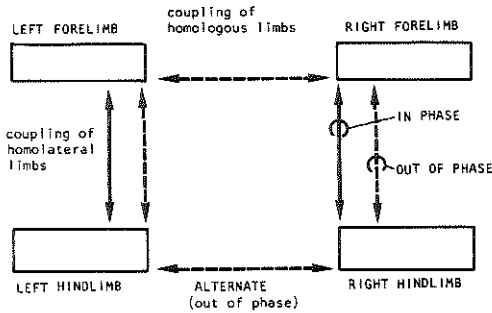 coupling of
homologous limbs
LEFT FORELIMB
RIGHT FORELIMB
coupling of
homolateral
limbs
IN PHASE
OUT OF PHASE
LEFT HINDLIMB
ALTERNATE
(out of phase)
RIGHT HINDLIMB